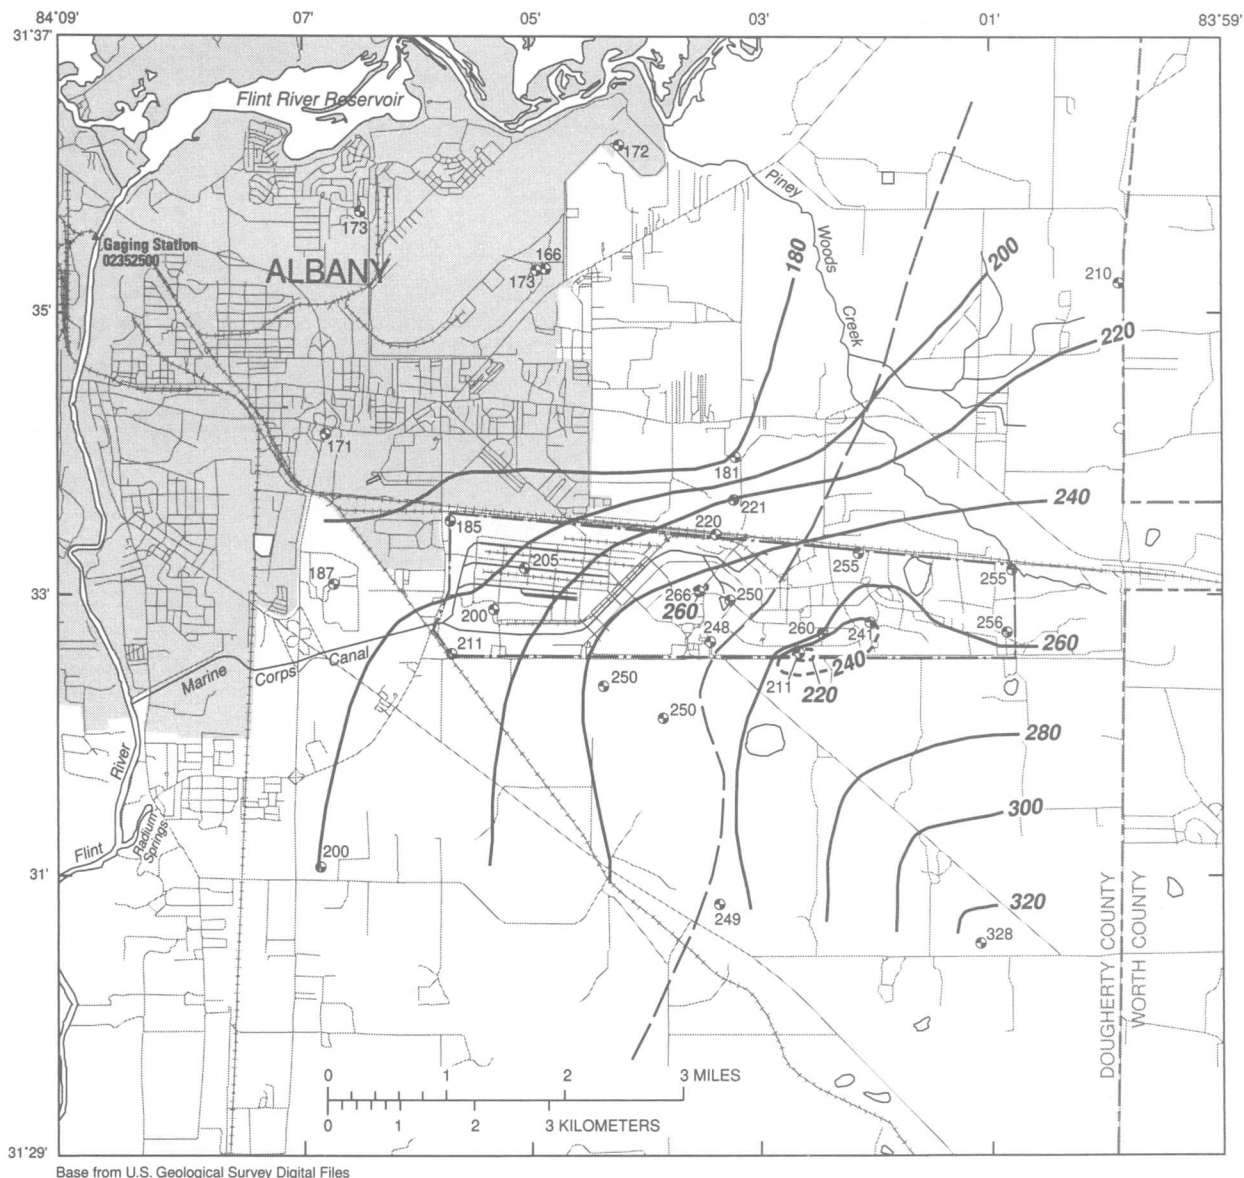 84°09' 07' 05' 03' 01' 83°59'
31°37'
Flint River Reservoir
172
Piney
173
Woods
Gaging Station
02352500
ALBANY
166
173
180
200
210
Creek
35'
220
171
181
221
240
185
220
205
255
255
187
33'
266
250
260
200
248
260
241
256
260
211
Canal
Corps
Marine
240
211
220
250
250
280
River
300
Radium
Springs
Flint
200
31'
249
320
328
DOUGHERTY COUNTY
WORTH COUNTY
0 1 2 3 MILES
0 1 2 3 KILOMETERS
31°29'
Base from U.S. Geological Survey Digital Files